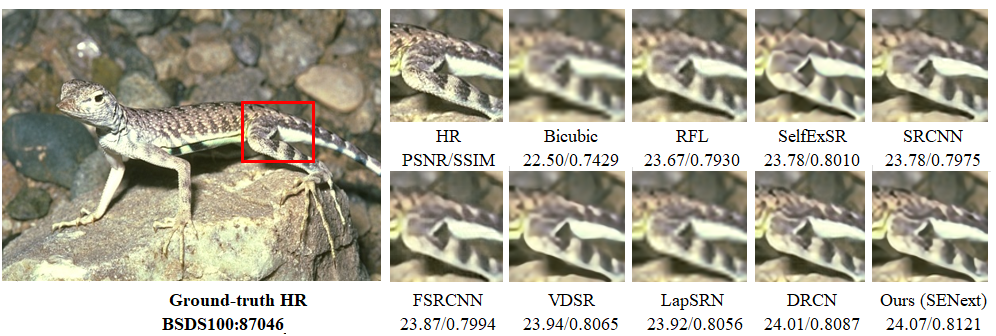 HR
Bicubic
RFL
SelfExSR
SRCNN
PSNR/SSIM
22.50/0.7429
23.67/0.7930
23.78/0.8010
23.78/0.7975
Ground-truth HR
BSDS100:87046
FSRCNN
VDSR
LapSRN
DRCN
Ours (SENext)
23.87/0.7994
23.94/0.8065
23.92/0.8056
24.01/0.8087
24.07/0.8121